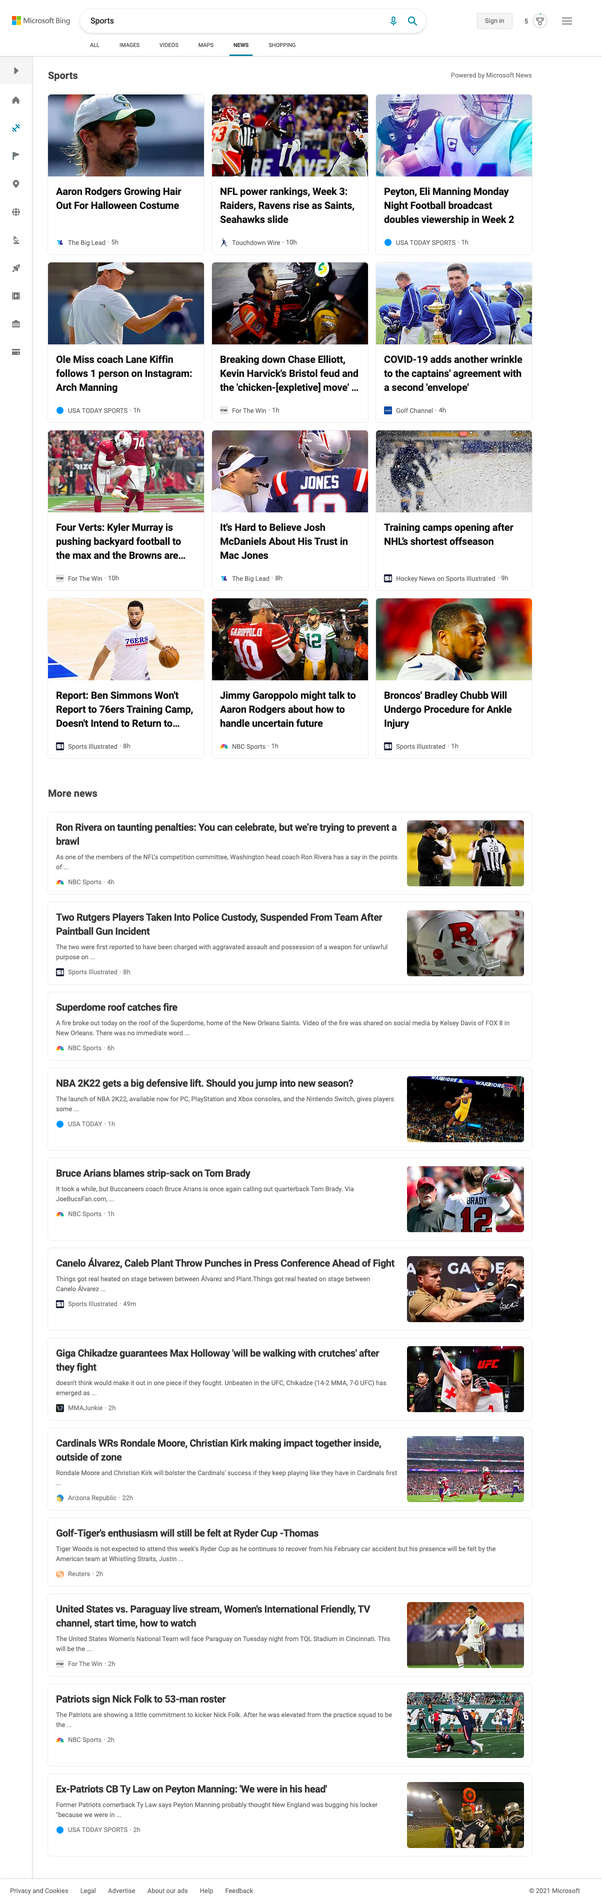 Microsoft Bing
Sports
Sign in
5
ALL
IMAGES
VIDEOS
MAPS
NEWS
SHOPPING
Sports
Powered by Microsoft News
Aaron Rodgers Growing Hair
Out For Halloween Costume
The Big Lead · 5h
NFL power rankings, Week 3:
Raiders, Ravens rise as Saints,
Seahawks slide
Touchdown Wire · 10h
Peyton, Eli Manning Monday
Night Football broadcast
doubles viewership in Week 2
USA TODAY SPORTS · 1h
Ole Miss coach Lane Kiffin
follows 1 person on Instagram:
Arch Manning
USA TODAY SPORTS · 1h
Breaking down Chase Elliott,
Kevin Harvick's Bristol feud and
the 'chicken-[expletive] move' ...
For The Win · 1h
COVID-19 adds another wrinkle
to the captains' agreement with
a second 'envelope'
Golf Channel · 4h
74
Four Verts: Kyler Murray is
pushing backyard football to
the max and the Browns are...
For The Win · 10h
JONES
10
It's Hard to Believe Josh
McDaniels About His Trust in
Mac Jones
The Big Lead · 8h
Training camps opening after
NHL's shortest offseason
Hockey News on Sports Illustrated · 9h
76ERS
Report: Ben Simmons Won't
Report to 76ers Training Camp,
Doesn't Intend to Return to...
Sports Illustrated · 8h
GAROPPOLO
10
12
Jimmy Garoppolo might talk to
Aaron Rodgers about how to
handle uncertain future
NBC Sports · 1h
Broncos' Bradley Chubb Will
Undergo Procedure for Ankle
Injury
Sports Illustrated · 1h
More news
Ron Rivera on taunting penalties: You can celebrate, but we're trying to prevent a
brawl
As one of the members of the NFL's competition committee, Washington head coach Ron Rivera has a say in the points
of ...
NBC Sports · 4h
28
Two Rutgers Players Taken Into Police Custody, Suspended From Team After
Paintball Gun Incident
The two were first reported to have been charged with aggravated assault and possession of a weapon for unlawful
purpose on ...
Sports Illustrated · 8h
R
Superdome roof catches fire
A fire broke out today on the roof of the Superdome, home of the New Orleans Saints. Video of the fire was shared on social media by Kelsey Davis of FOX 8 in
New Orleans. There was no immediate word ...
NBC Sports · 6h
NBA 2K22 gets a big defensive lift. Should you jump into new season?
The launch of NBA 2K22, available now for PC, PlayStation and Xbox consoles, and the Nintendo Switch, gives players
some ...
USA TODAY · 1h
WARRIORS
Bruce Arians blames strip-sack on Tom Brady
It took a while, but Buccaneers coach Bruce Arians is once again calling out quarterback Tom Brady. Via
JoeBucsFan.com, ...
NBC Sports · 1h
BRADY
12
Canelo Álvarez, Caleb Plant Throw Punches in Press Conference Ahead of Fight
Things got real heated on stage between between Álvarez and Plant.Things got real heated on stage between
Canelo Álvarez ...
Sports Illustrated · 49m
Giga Chikadze guarantees Max Holloway 'will be walking with crutches' after
they fight
doesn't think would make it out in one piece if they fought. Unbeaten in the UFC, Chikadze (14-2 MMA, 7-0 UFC) has
emerged as ...
MMAJunkie · 2h
UFC
Cardinals WRs Rondale Moore, Christian Kirk making impact together inside,
outside of zone
Rondale Moore and Christian Kirk will bolster the Cardinals' success if they keep playing like they have in Cardinals first
...
Arizona Republic · 22h
Golf-Tiger's enthusiasm will still be felt at Ryder Cup -Thomas
Tiger Woods is not expected to attend this week's Ryder Cup as he continues to recover from his February car accident but his presence will be felt by the
American team at Whistling Straits, Justin ...
Reuters · 2h
United States vs. Paraguay live stream, Women's International Friendly, TV
channel, start time, how to watch
The United States Women's National Team will face Paraguay on Tuesday night from TQL Stadium in Cincinnati. This
will be the ...
For The Win · 2h
Patriots sign Nick Folk to 53-man roster
The Patriots are showing a little commitment to kicker Nick Folk. After he was elevated from the practice squad to be
the ...
NBC Sports · 2h
Ex-Patriots CB Ty Law on Peyton Manning: 'We were in his head'
Former Patriots cornerback Ty Law says Peyton Manning probably thought New England was bugging his locker
"because we were in ...
USA TODAY SPORTS · 2h
Privacy and Cookies
Legal
Advertise
About our ads
Help
Feedback
© 2021 Microsoft